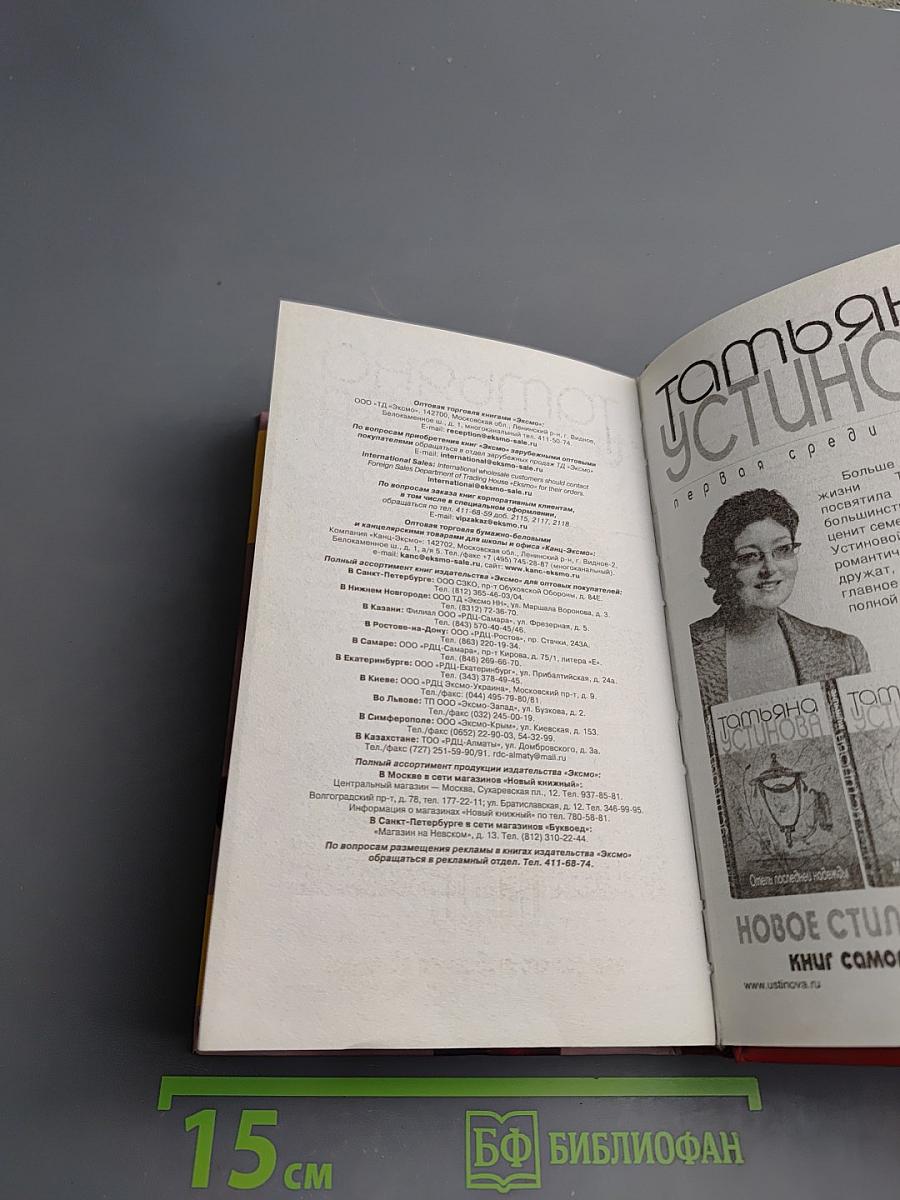 Оптовая торговля книгами «Эксмо»:
ООО «ТД «Эксмо», 142700, Московская обл., Ленинский р-н, г. Видное,
Белокаменное ш., д. 1, многоканальный тел. 411-50-74.
E-mail: reception@eksmo-sale.ru
По вопросам приобретения книг «Эксмо» зарубежными оптовыми
покупателями обращаться в отдел зарубежных продаж ТД «Эксмо»
E-mail: international@eksmo-sale.ru
International Sales: International wholesale customers should contact
Foreign Sales Department of Trading House «Eksmo» for their orders.
international@eksmo-sale.ru
По вопросам заказа книг корпоративным клиентам,
в том числе в специальном оформлении,
обращаться по тел. 411-68-59 доб. 2115, 2117, 2118.
E-mail: vipzakaz@eksmo.ru
Оптовая торговля бумажно-беловыми
и канцелярскими товарами для школы и офиса «Канц-Эксмо»:
Компания «Канц-Эксмо»: 142702, Московская обл., Ленинский р-н, г. Видное-2,
Белокаменное ш., д. 1, а/я 5. Тел./факс +7 (495) 745-28-87 (многоканальный).
e-mail: kanc@eksmo-sale.ru, сайт: www.kanc-eksmo.ru
Полный ассортимент книг издательства «Эксмо» для оптовых покупателей:
В Санкт-Петербурге: ООО СЗКО, пр-т Обуховской Обороны, д. 84Е.
Тел. (812) 365-46-03/04.
В Нижнем Новгороде: ООО ТД «Эксмо НН», ул. Маршала Воронова, д. 3.
Тел. (8312) 72-36-70.
В Казани: Филиал ООО «РДЦ-Самара», ул. Фрезерная, д. 5.
Тел. (843) 570-40-45/46.
В Ростове-на-Дону: ООО «РДЦ-Ростов», пр. Стачки, 243А.
Тел. (863) 220-19-34.
В Самаре: ООО «РДЦ-Самара», пр-т Кирова, д. 75/1, литера «Е».
Тел. (846) 269-66-70.
В Екатеринбурге: ООО «РДЦ-Екатеринбург», ул. Прибалтийская, д. 24а.
Тел. (343) 378-49-45.
В Киеве: ООО «РДЦ Эксмо-Украина», Московский пр-т, д. 9.
Тел./факс: (044) 495-79-80/81.
Во Львове: ТП ООО «Эксмо-Запад», ул. Бузкова, д. 2.
Тел./факс (032) 245-00-19.
В Симферополе: ООО «Эксмо-Крым», ул. Киевская, д. 153.
Тел./факс (0652) 22-90-03, 54-32-99.
В Казахстане: ТОО «РДЦ-Алматы», ул. Домбровского, д. 3а.
Тел./факс (727) 251-59-90/91. rdc-almaty@mail.ru
Полный ассортимент продукции издательства «Эксмо»:
В Москве в сети магазинов «Новый книжный»:
Центральный магазин — Москва, Сухаревская пл., 12. Тел. 937-85-81.
Волгоградский пр-т, д. 78, тел. 177-22-11; ул. Братиславская, д. 12. Тел. 346-99-95.
Информация о магазинах «Новый книжный» по тел. 780-58-81.
В Санкт-Петербурге в сети магазинов «Буквоед»:
«Магазин на Невском», д. 13. Тел. (812) 310-22-44.
По вопросам размещения рекламы в книгах издательства «Эксмо»
обращаться в рекламный отдел. Тел. 411-68-74.
ТатьЯн
УСТИНО
первая среди
Больше
жизни Т
посвятила
большинст
ценит семе
Устиновой
романтич
дружат,
главное
полной
ТатьЯна
УСТИНОВА
Отель последней надежды
НОВОЕ СТИЛ
КНИГ САМО
www.ustinova.ru
15 см
БФ БИБЛИОФАН